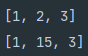 [1, 2, 3]
[1, 15, 3]